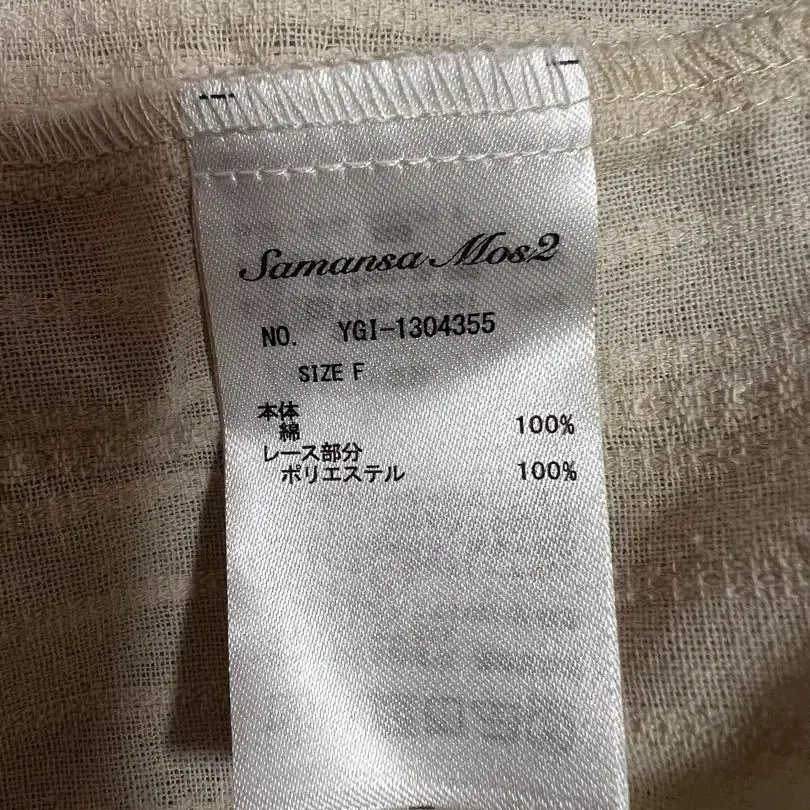 Samansa Mos2
NO. YGI-1304355
SIZE F
本体
綿 100%
レース部分
ポリエステル 100%